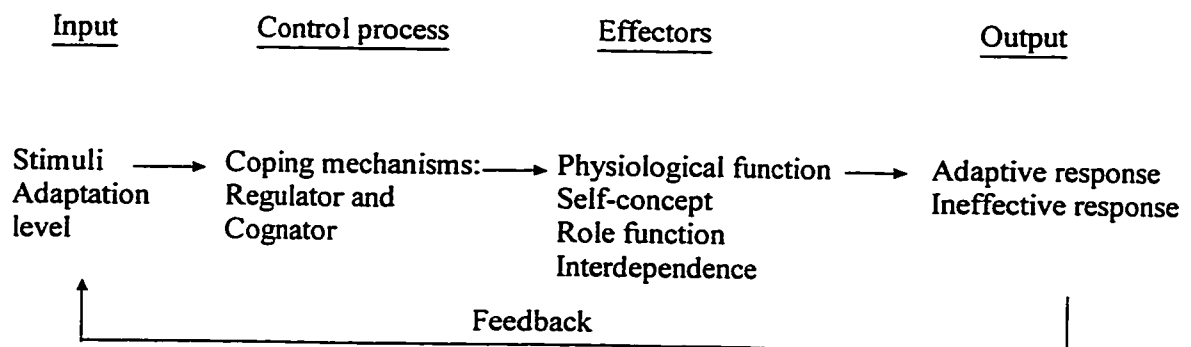 Input Control process Effectors Output
Stimuli
Adaptation
level
Coping mechanisms:
Regulator and
Cognator
Physiological function
Self-concept
Role function
Interdependence
Adaptive response
Ineffective response
Feedback